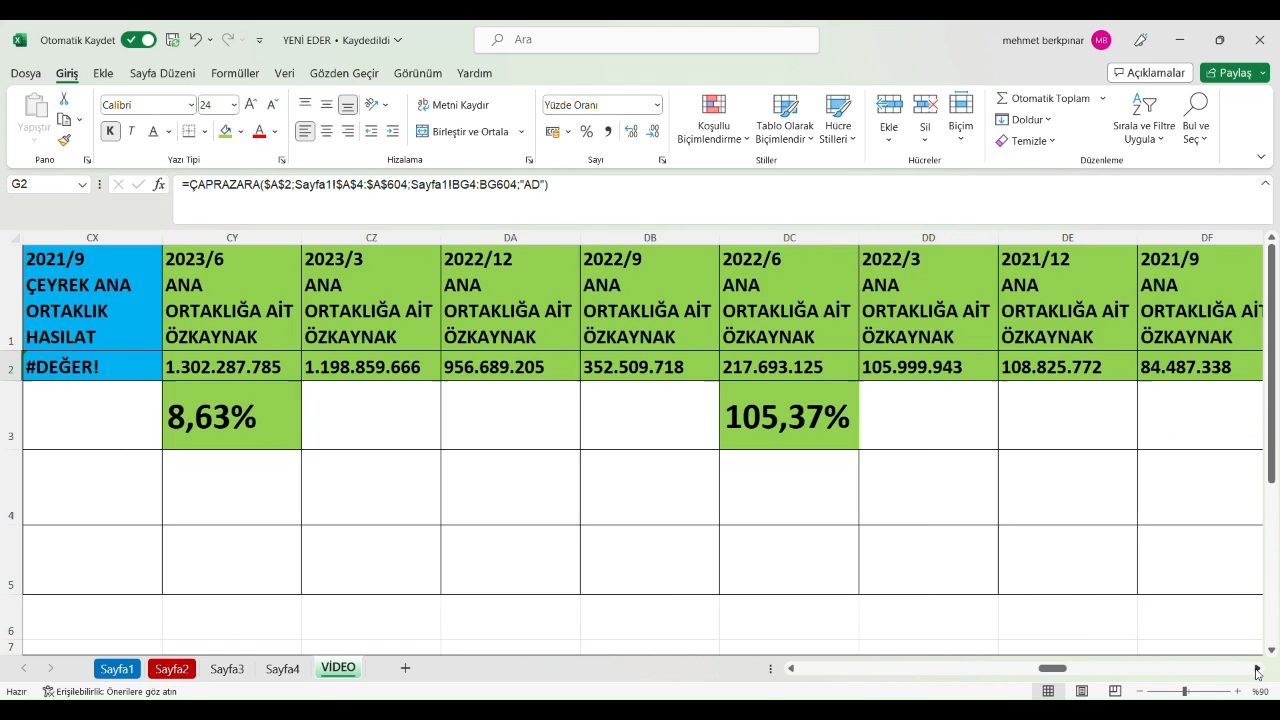 Otomatik Kaydet
YENİ EDER • Kaydedildi
Ara
mehmet berkpınar
MB
Dosya Giriş Ekle Sayfa Düzeni Formüller Veri Gözden Geçir Görünüm Yardım
Açıklamalar
Paylaş
Yapıştır
Calibri
24
K T A
Metni Kaydır
Birleştir ve Ortala
Yüzde Oranı
Koşullu Biçimlendirme
Tablo Olarak Biçimlendir
Hücre Stilleri
Ekle
Sil
Biçim
Otomatik Toplam
Doldur
Temizle
Sırala ve Filtre Uygula
Bul ve Seç
Pano
Yazı Tipi
Hizalama
Sayı
Stiller
Hücreler
Düzenleme
G2
fx
=ÇAPRAZARA($A$2;Sayfa1!$A$4:$A$604;Sayfa1!BG4:BG604;"AD")
CX CY CZ DA DB DC DD DE DF
1
2021/9
ÇEYREK ANA
ORTAKLIK
HASILAT
2023/6
ANA
ORTAKLIĞA AİT
ÖZKAYNAK
2023/3
ANA
ORTAKLIĞA AİT
ÖZKAYNAK
2022/12
ANA
ORTAKLIĞA AİT
ÖZKAYNAK
2022/9
ANA
ORTAKLIĞA AİT
ÖZKAYNAK
2022/6
ANA
ORTAKLIĞA AİT
ÖZKAYNAK
2022/3
ANA
ORTAKLIĞA AİT
ÖZKAYNAK
2021/12
ANA
ORTAKLIĞA AİT
ÖZKAYNAK
2021/9
ANA
ORTAKLIĞA AİT
ÖZKAYNAK
2 #DEĞER! 1.302.287.785 1.198.859.666 956.689.205 352.509.718 217.693.125 105.999.943 108.825.772 84.487.338
3 8,63% 105,37%
4
5
6
7
Sayfa1 Sayfa2 Sayfa3 Sayfa4 VİDEO
Hazır
Erişilebilirlik: Önerilere göz atın
%90